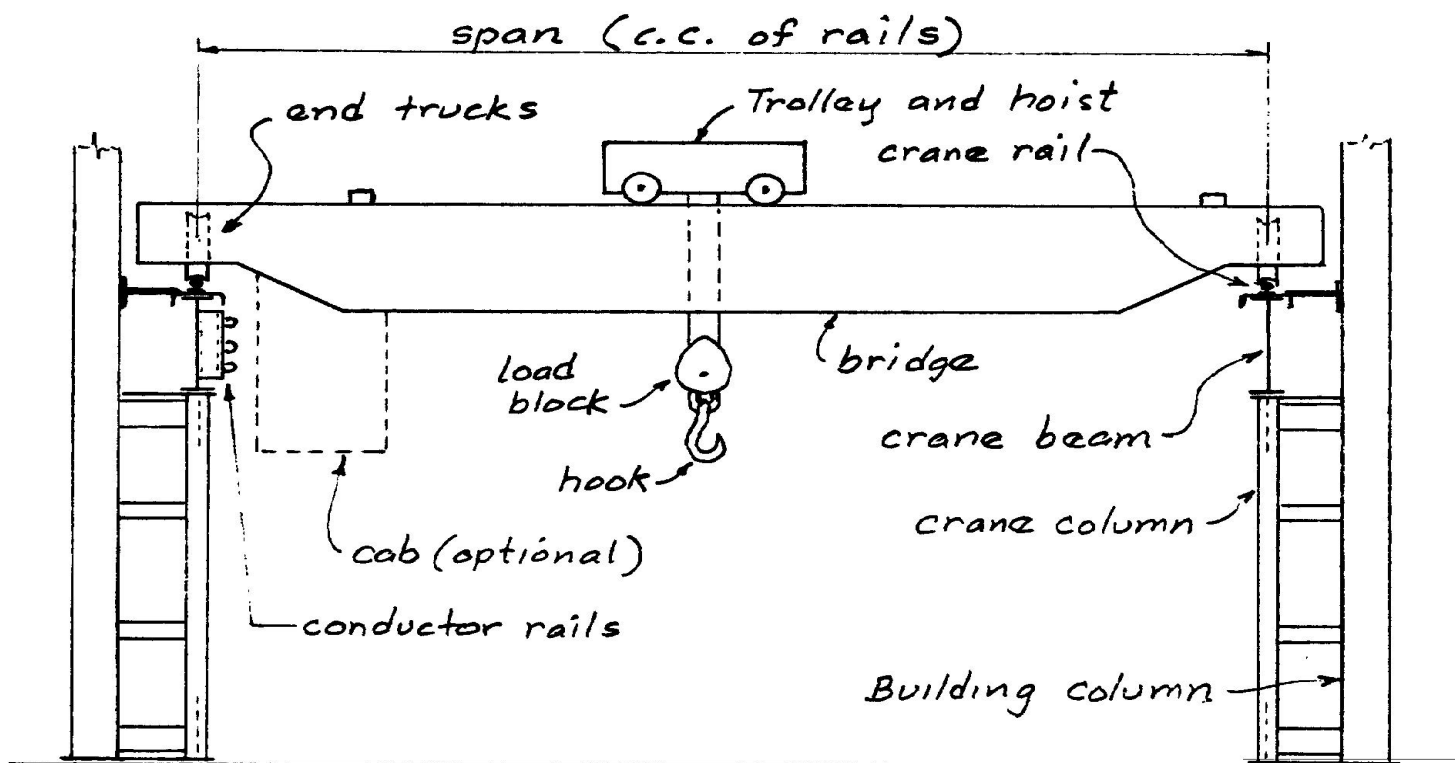 span (c.c. of rails)
end trucks
Trolley and hoist
crane rail
load
block
bridge
crane beam
hook
crane column
cab (optional)
conductor rails
Building column